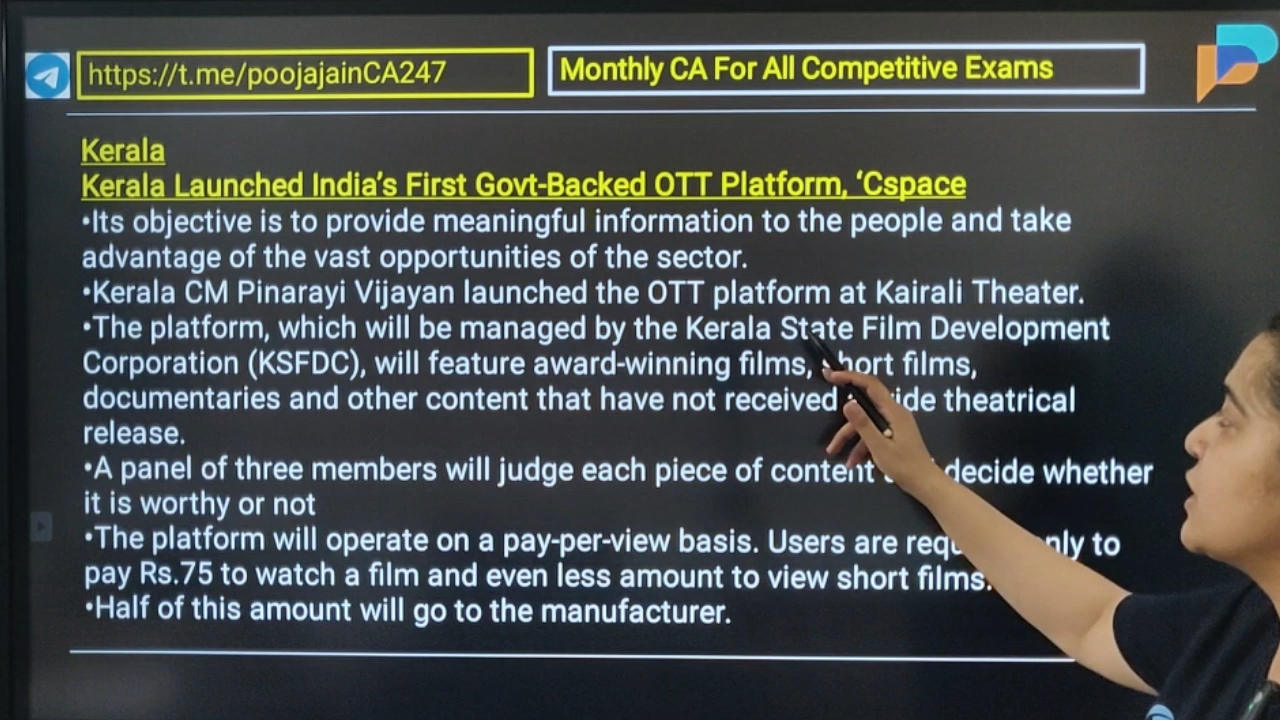 https://t.me/poojajainCA247
Monthly CA For All Competitive Exams
Kerala
Kerala Launched India's First Govt-Backed OTT Platform, 'Cspace
•Its objective is to provide meaningful information to the people and take
advantage of the vast opportunities of the sector.
•Kerala CM Pinarayi Vijayan launched the OTT platform at Kairali Theater.
•The platform, which will be managed by the Kerala State Film Development
Corporation (KSFDC), will feature award-winning films, short films,
documentaries and other content that have not received theatrical
release.
•A panel of three members will judge each piece of content decide whether
it is worthy or not
•The platform will operate on a pay-per-view basis. Users are only to
pay Rs.75 to watch a film and even less amount to view short films.
•Half of this amount will go to the manufacturer.